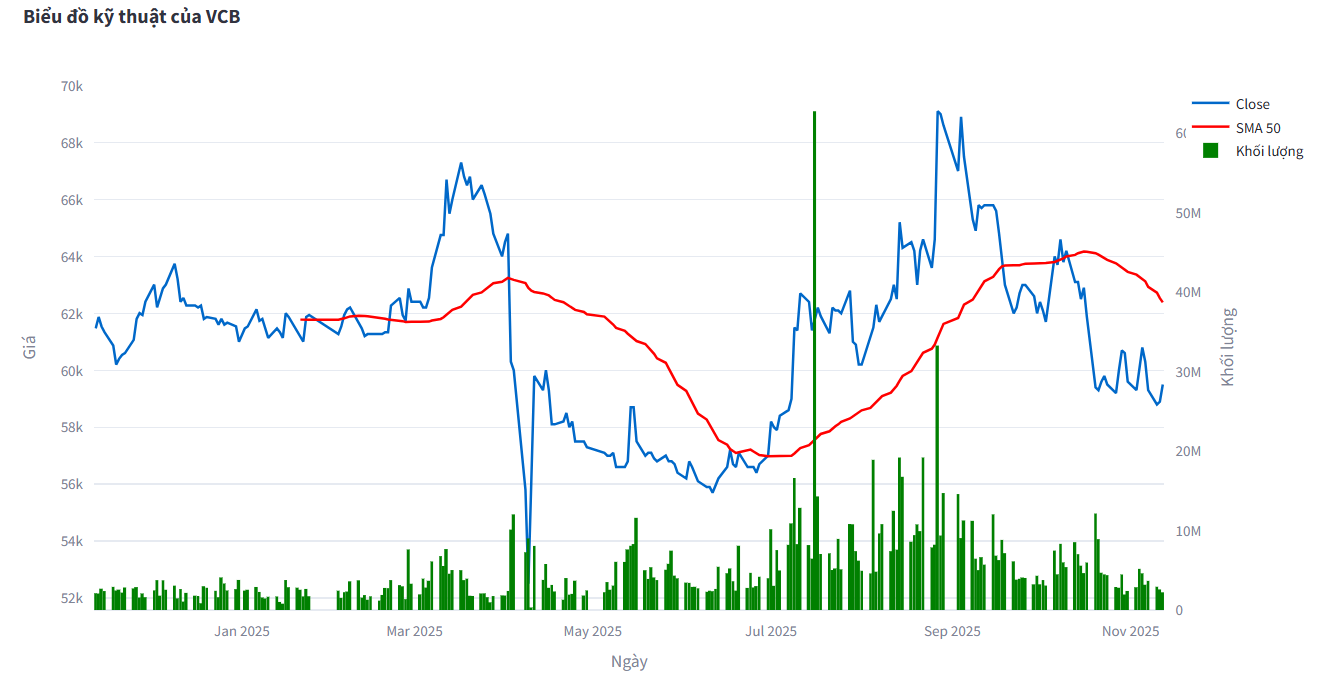 Biểu đồ kỹ thuật của VCB
70k
68k
66k
64k
62k
60k
58k
56k
54k
52k
Giá
50M
40M
30M
20M
10M
0
Khối lượng
Close
SMA 50
Khối lượng
Jan 2025
Mar 2025
May 2025
Jul 2025
Sep 2025
Nov 2025
Ngày